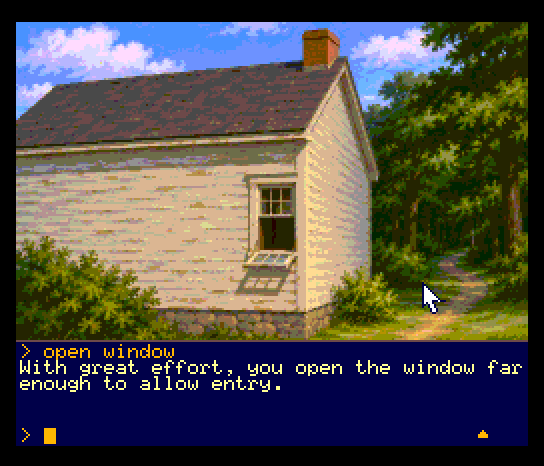 > open window
With great effort, you open the window far
enough to allow entry.
>